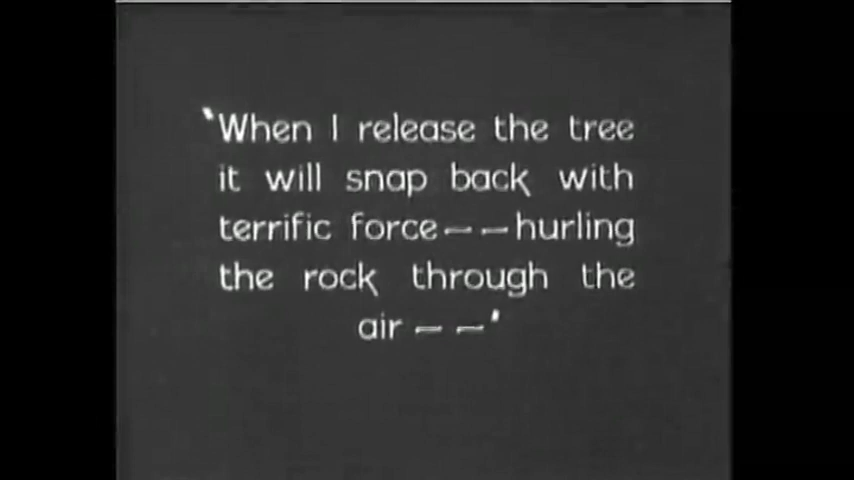 'When I release the tree
it will snap back with
terrific force——hurling
the rock through the
air——'